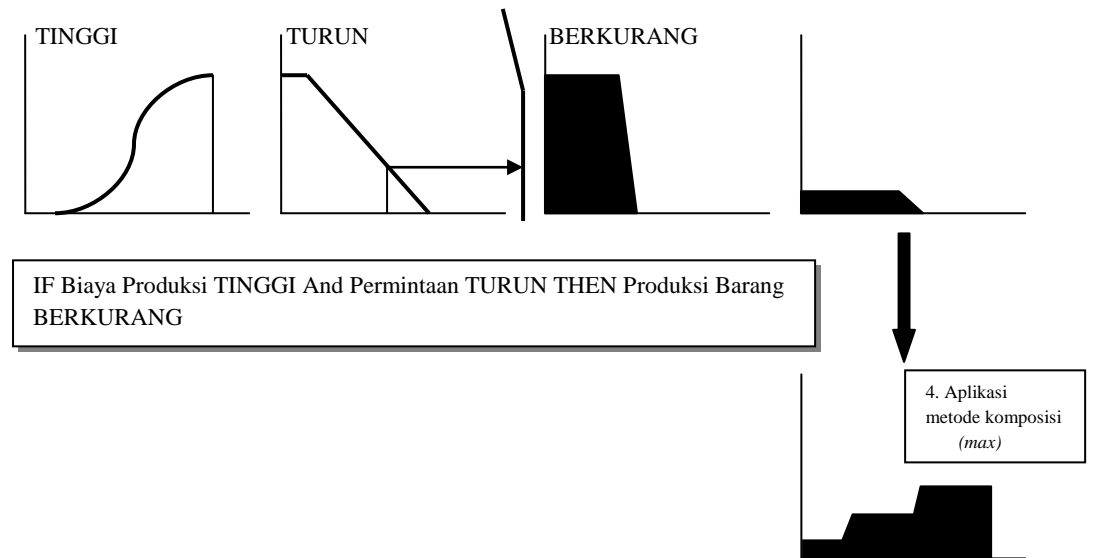 TINGGI
TURUN
BERKURANG
IF Biaya Produksi TINGGI And Permintaan TURUN THEN Produksi Barang
BERKURANG
4. Aplikasi
metode komposisi
(max)